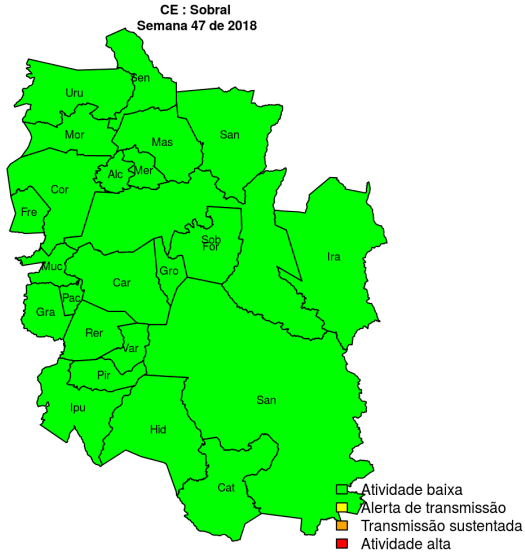 CE : Sobral
Semana 47 de 2018
Sen
Uru
Mor
Mas
San
Alc
Mer
Cor
Fre
Sob
For
Ira
Muc
Gro
Car
Pac
Gra
Rer
Var
Pir
San
Ipu
Hid
Cat
Atividade baixa
Alerta de transmissão
Transmissão sustentada
Atividade alta